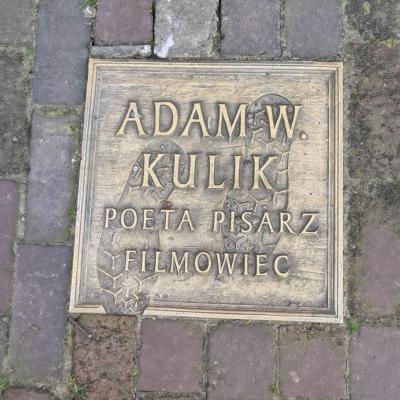 ADAM W.
KULIK
POETA PISARZ
FILMOWIEC